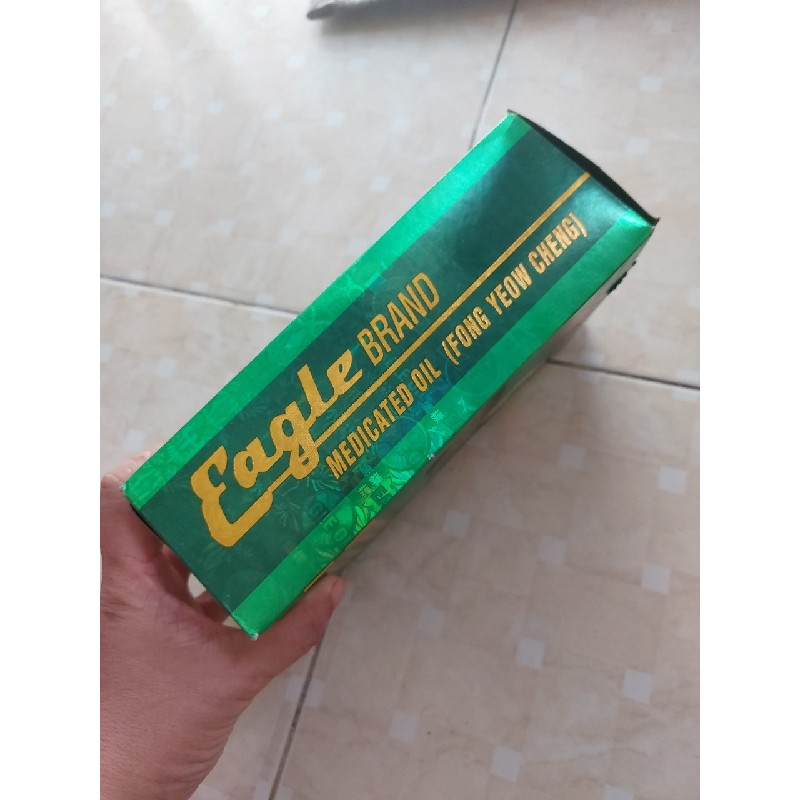 Eagle BRAND
MEDICATED OIL (FONG YEOW CHENG)